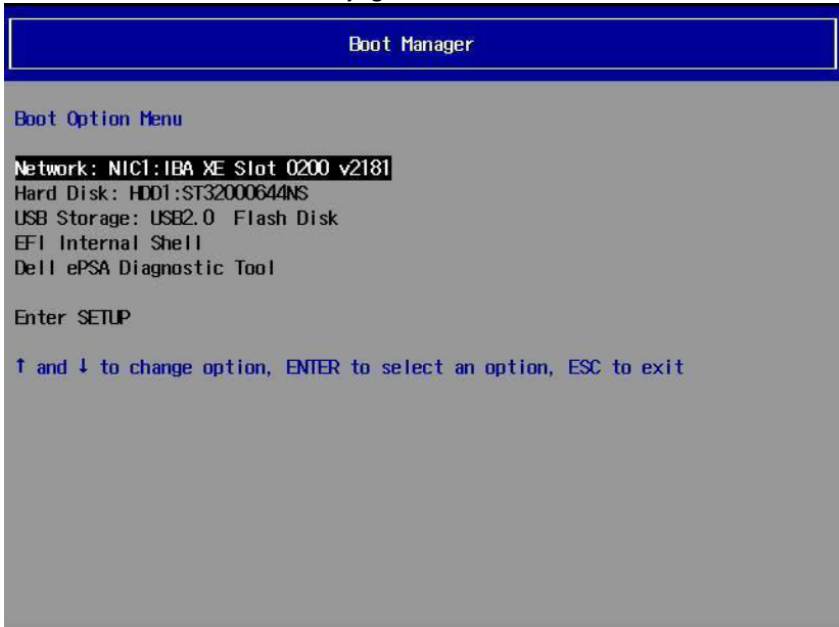 Boot Manager
Boot Option Menu
Network: NIC1:IBA XE Slot 0200 v2181
Hard Disk: HDD1:ST32000644NS
USB Storage: USB2.0 Flash Disk
EFI Internal Shell
Dell ePSA Diagnostic Tool
Enter SETUP
↑ and ↓ to change option, ENTER to select an option, ESC to exit